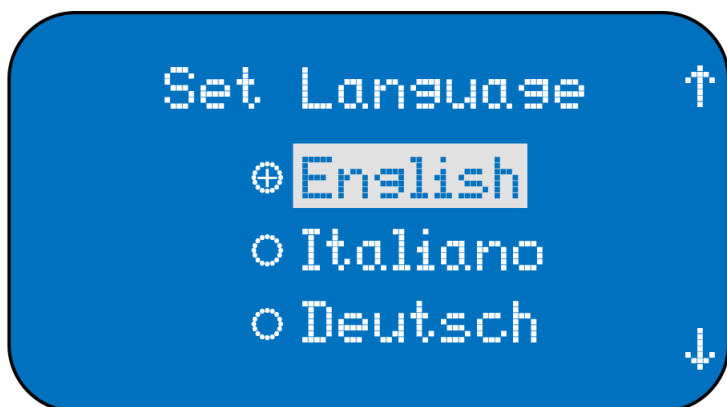 Set Language ↑
English
Italiano
Deutsch
↓